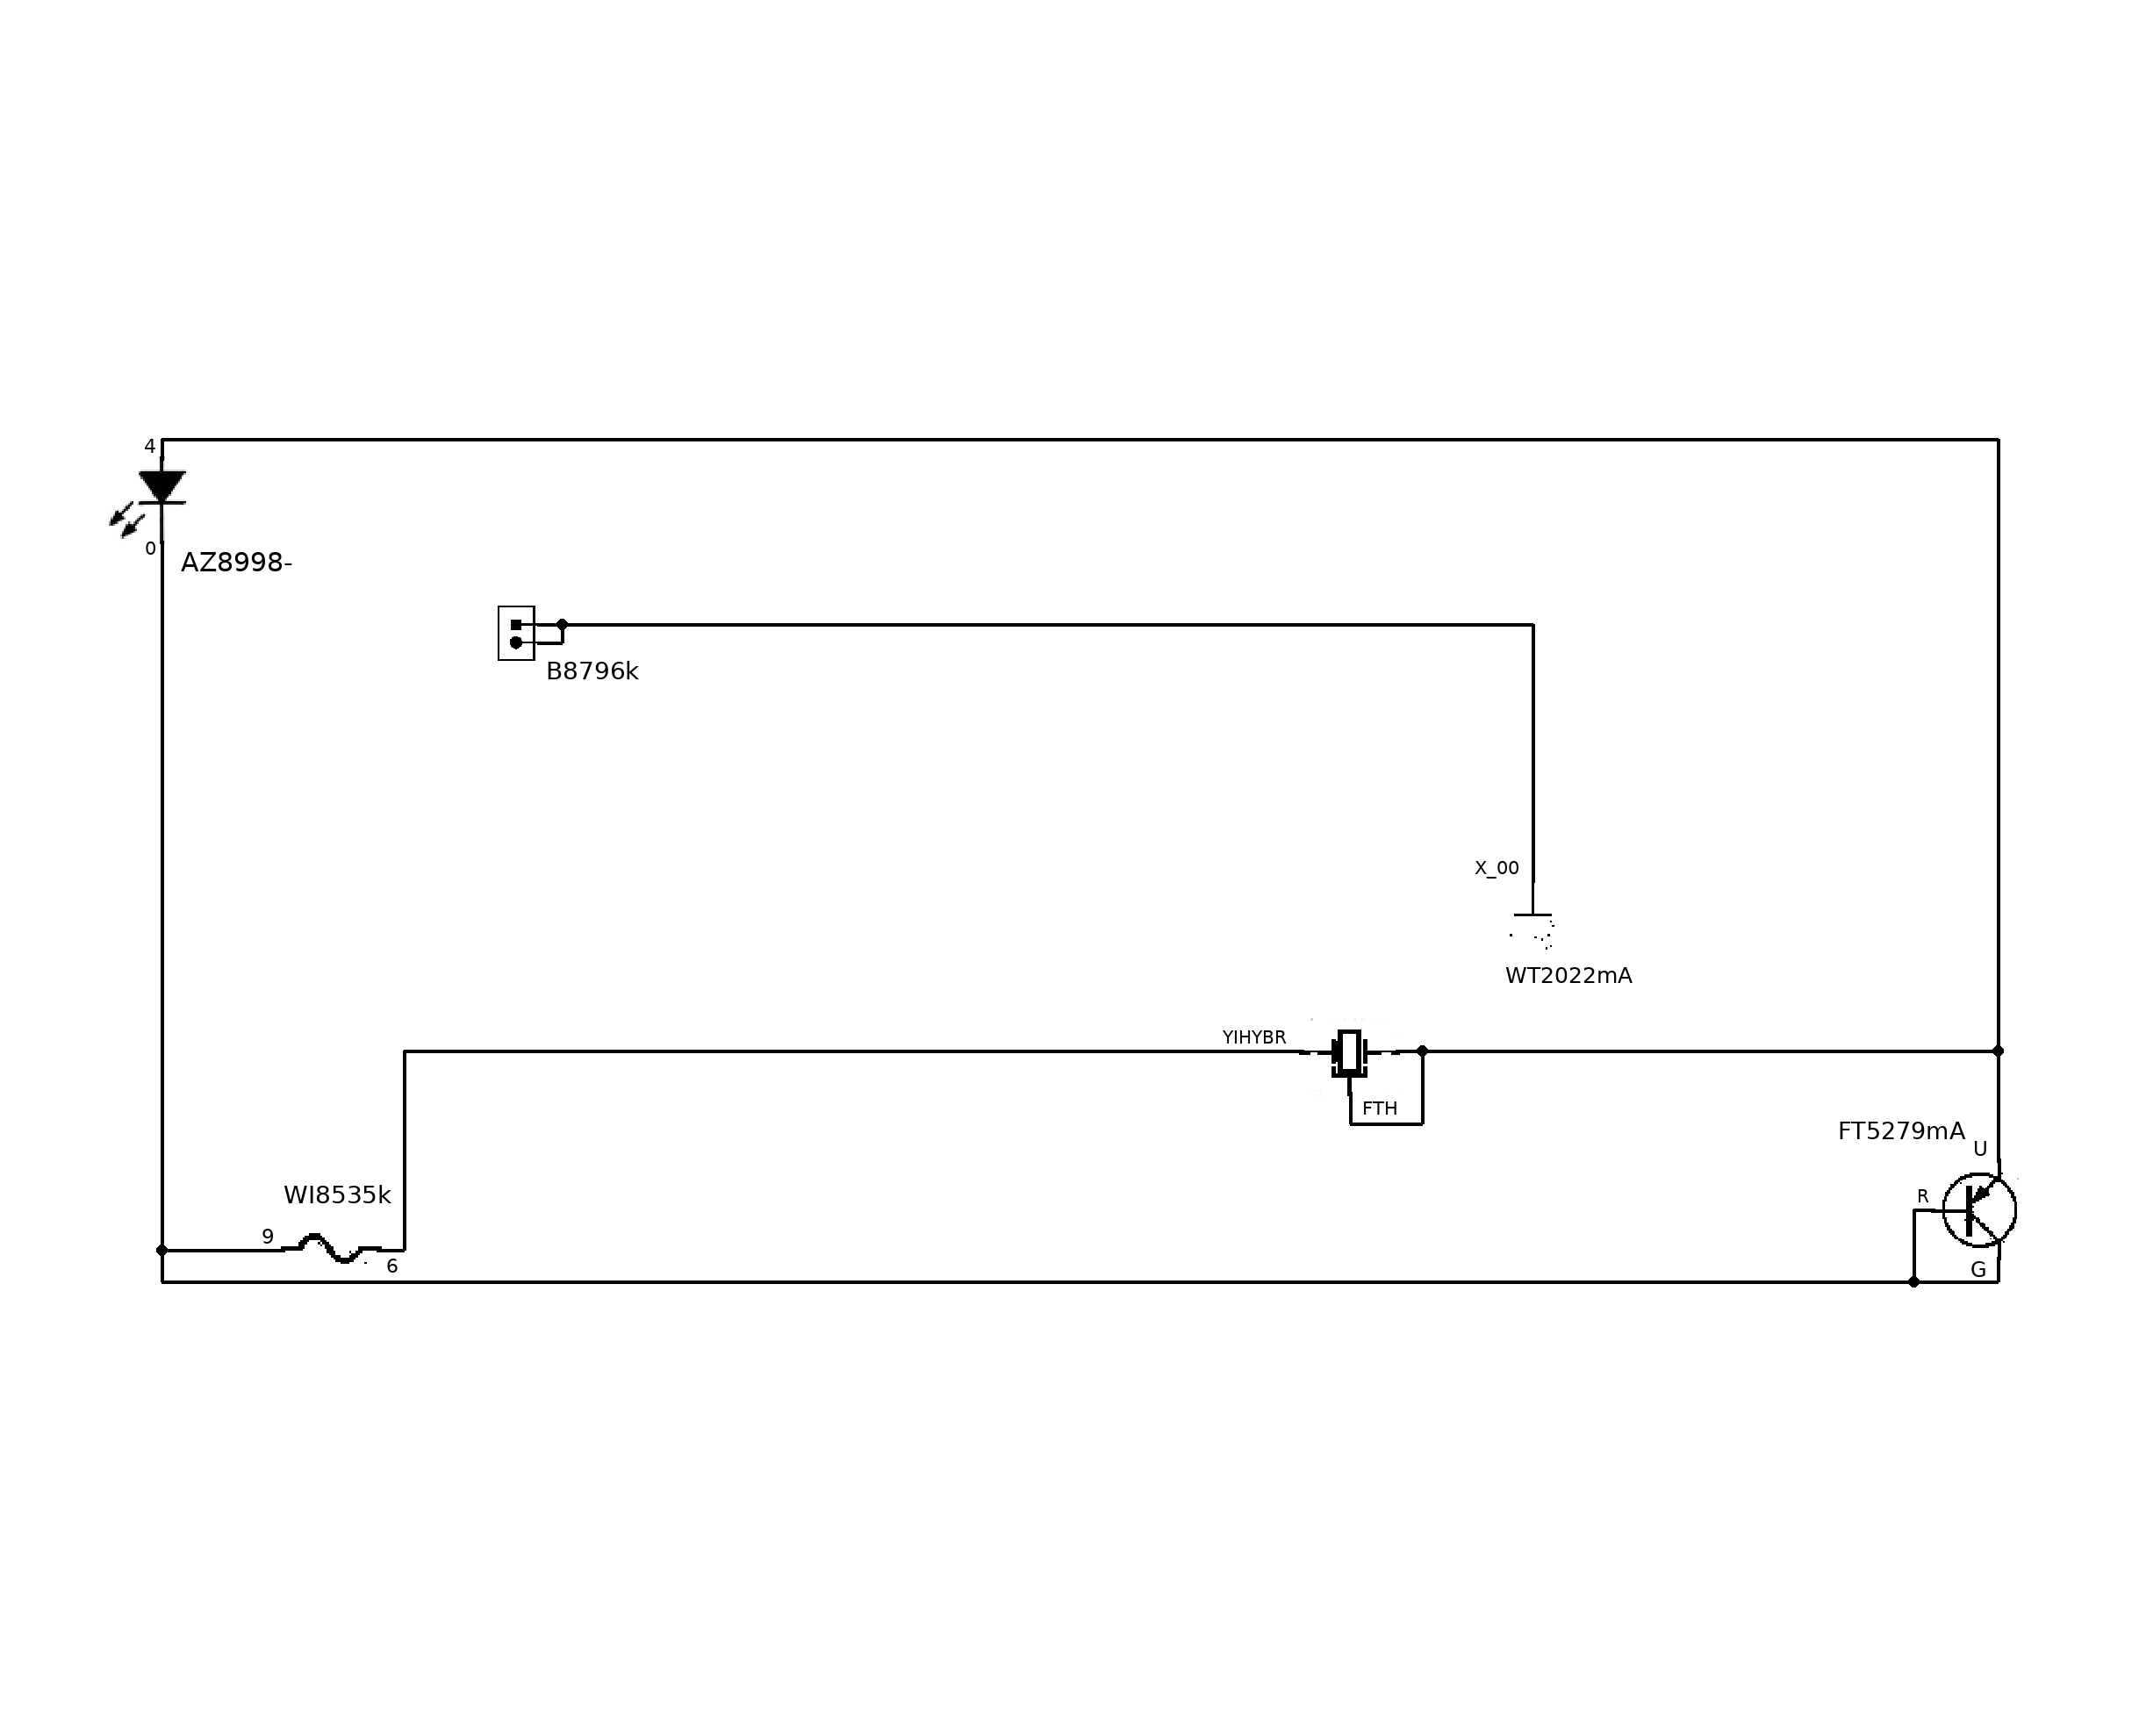 4
0
AZ8998-
B8796k
X_00
WT2022mA
YIHYBR
FTH
FT5279mA
U
R
G
WI8535k
9
6